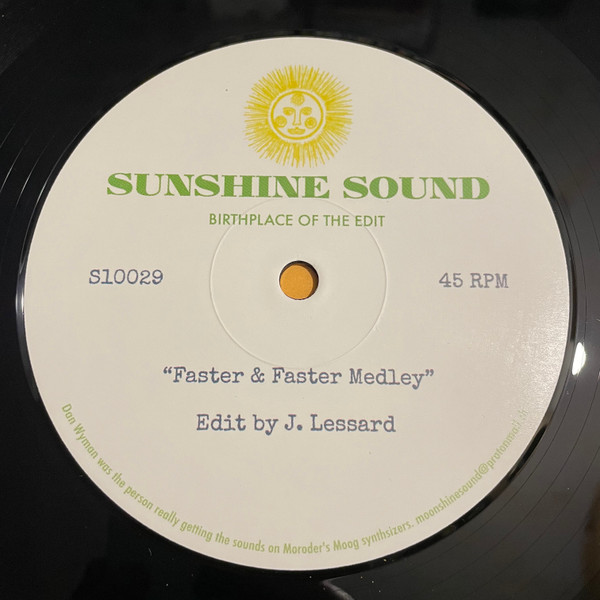 SUNSHINE SOUND
BIRTHPLACE OF THE EDIT
S10029
45 RPM
“Faster & Faster Medley”
Edit by J. Lessard
Dan Wyman was the person really getting the sounds on Moroder's Moog synthsizers.